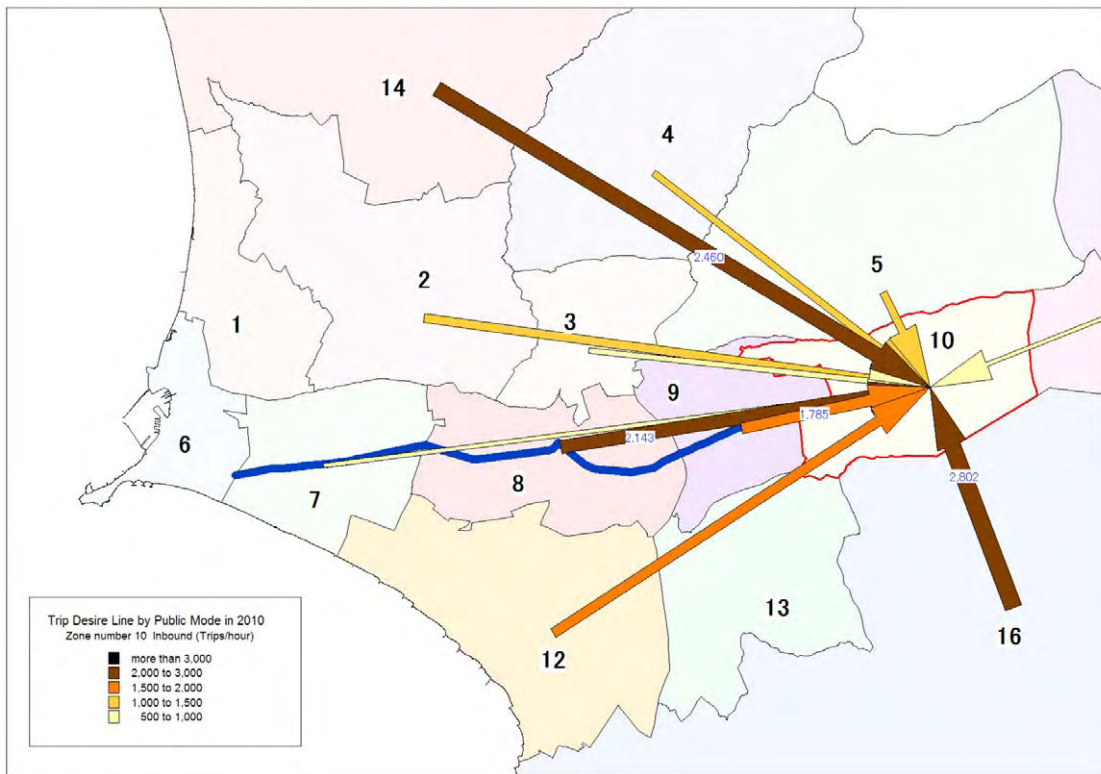 14
4
2.460
5
2
3
1
10
9
1.785
2.143
6
8
7
2.802
13
16
12
Trip Desire Line by Public Mode in 2010
Zone number 10 Inbound (Trips/hour)
more than 3,000
2,000 to 3,000
1,500 to 2,000
1,000 to 1,500
500 to 1,000